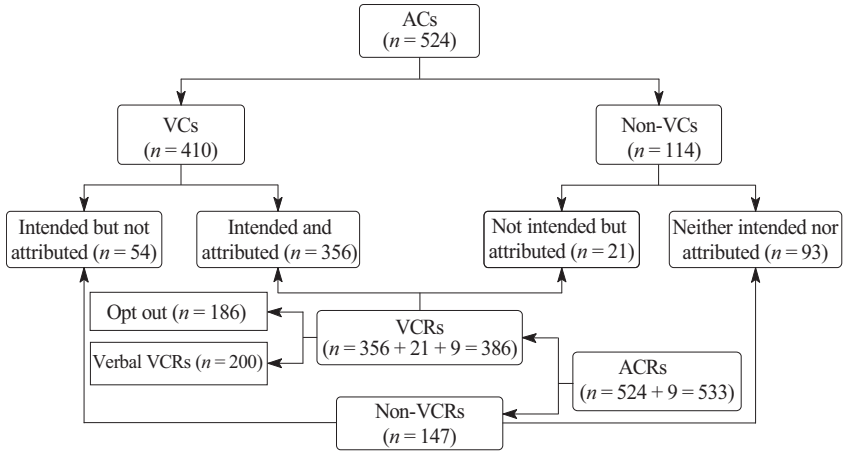 ACs
(n = 524)
VCs
(n = 410)
Non-VCs
(n = 114)
Intended but not
attributed (n = 54)
Intended and
attributed (n = 356)
Not intended but
attributed (n = 21)
Neither intended nor
attributed (n = 93)
Opt out (n = 186)
Verbal VCRs (n = 200)
VCRs
(n = 356 + 21 + 9 = 386)
ACRs
(n = 524 + 9 = 533)
Non-VCRs
(n = 147)